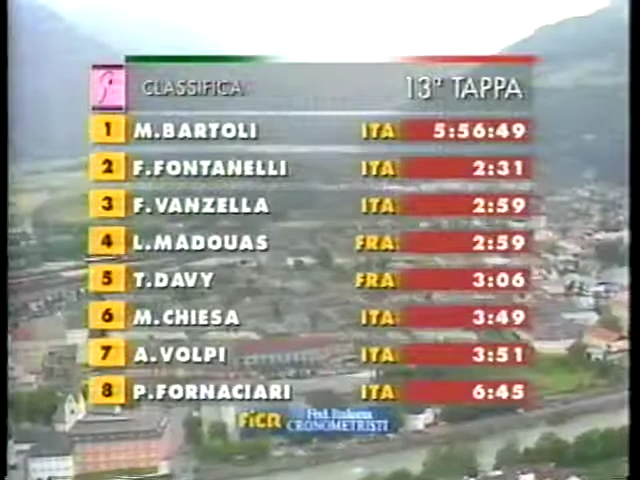 CLASSIFICA 13ª TAPPA
1 M.BARTOLI ITA 5:56:49
2 F.FONTANELLI ITA 2:31
3 F.VANZELLA ITA 2:59
4 L.MADOUAS FRA 2:59
5 T.DAVY FRA 3:06
6 M.CHIESA ITA 3:49
7 A.VOLPI ITA 3:51
8 P.FORNACIARI ITA 6:45
FICR Fed. Italiana
CRONOMETRISTI